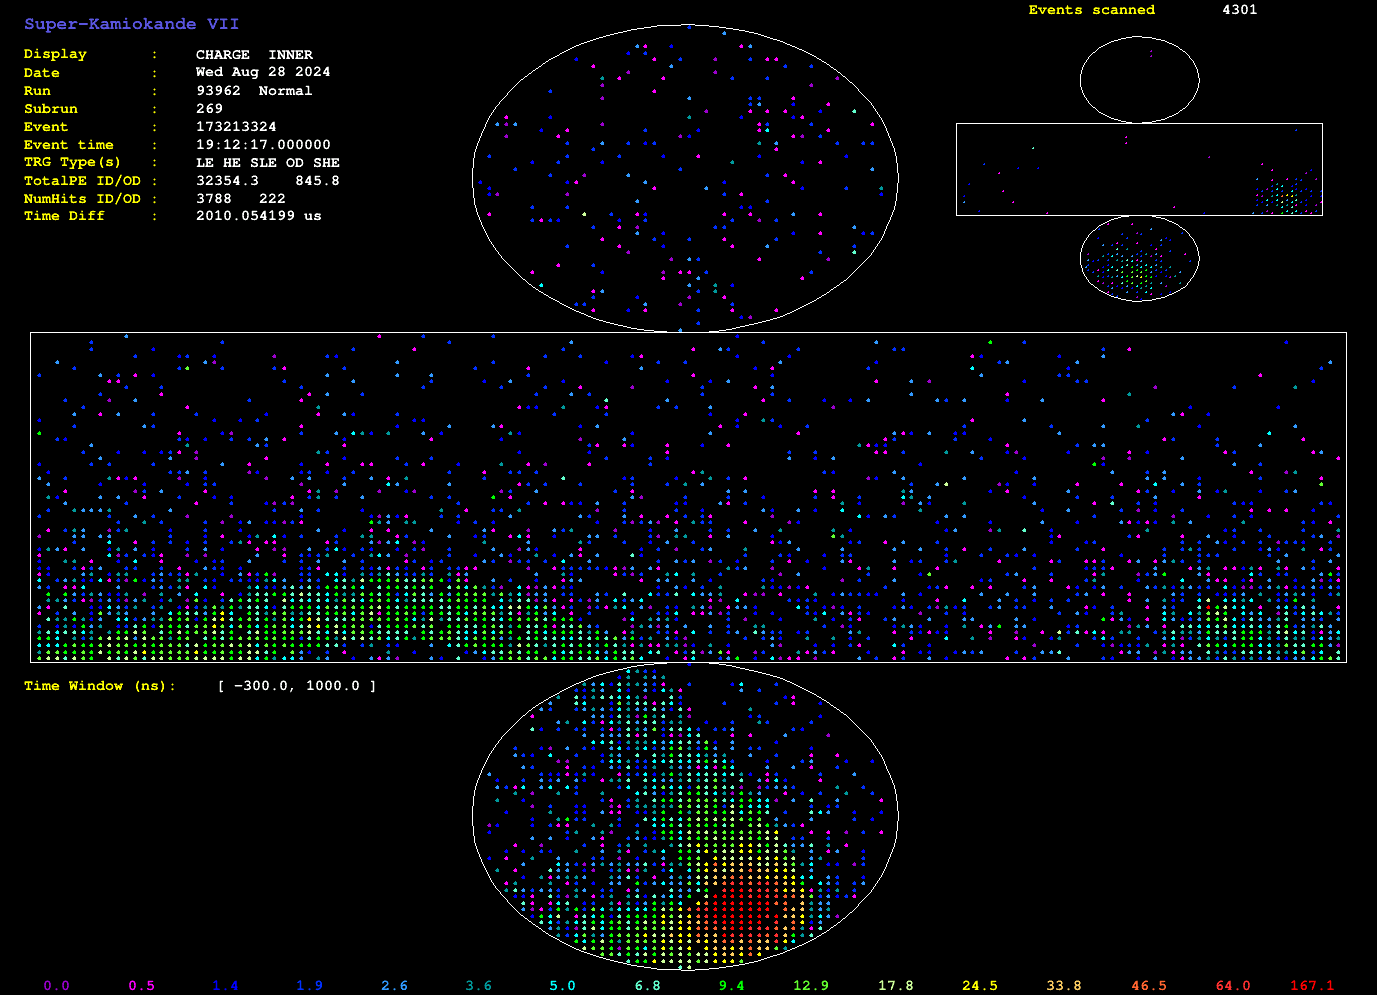 Super-Kamiokande VII
Events scanned 4301
Display : CHARGE INNER
Date : Wed Aug 28 2024
Run : 93962 Normal
Subrun : 269
Event : 173213324
Event time : 19:12:17.000000
TRG Type(s) : LE HE SLE OD SHE
TotalPE ID/OD : 32354.3 845.8
NumHits ID/OD : 3788 222
Time Diff : 2010.054199 us
Time Window (ns): [ -300.0, 1000.0 ]
0.0 0.5 1.4 1.9 2.6 3.6 5.0 6.8 9.4 12.9 17.8 24.5 33.8 46.5 64.0 167.1